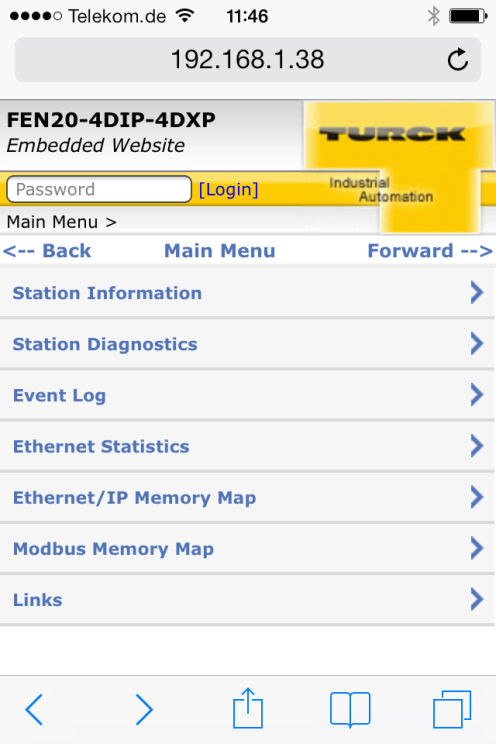 Telekom.de 11:46
192.168.1.38
FEN20-4DIP-4DXP
Embedded Website
TURCK
Password [Login]
Industrial
Automation
Main Menu >
<-- Back Main Menu Forward -->
Station Information
Station Diagnostics
Event Log
Ethernet Statistics
Ethernet/IP Memory Map
Modbus Memory Map
Links